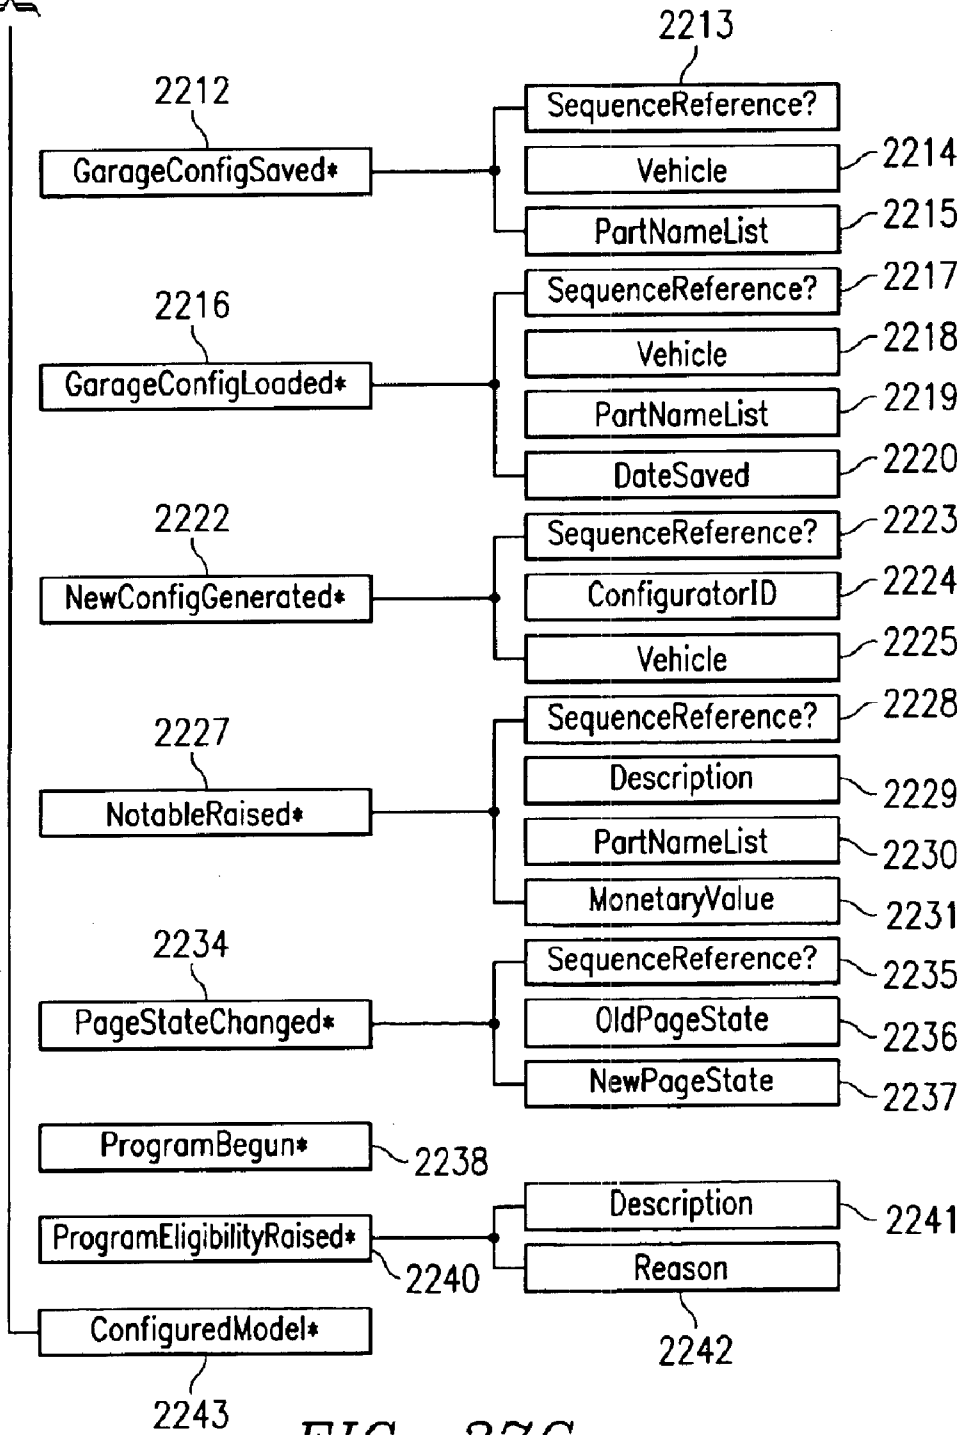 2213
2212
SequenceReference?
GarageConfigSaved*
Vehicle
2214
PartNameList
2215
2216
SequenceReference?
2217
GarageConfigLoaded*
Vehicle
2218
PartNameList
2219
DateSaved
2220
2222
SequenceReference?
2223
NewConfigGenerated*
ConfiguratorID
2224
Vehicle
2225
2227
SequenceReference?
2228
NotableRaised*
Description
2229
PartNameList
2230
MonetaryValue
2231
2234
SequenceReference?
2235
PageStateChanged*
OldPageState
2236
NewPageState
2237
ProgramBegun*
2238
ProgramEligibilityRaised*
2240
Description
2241
Reason
2242
ConfiguredModel*
2243